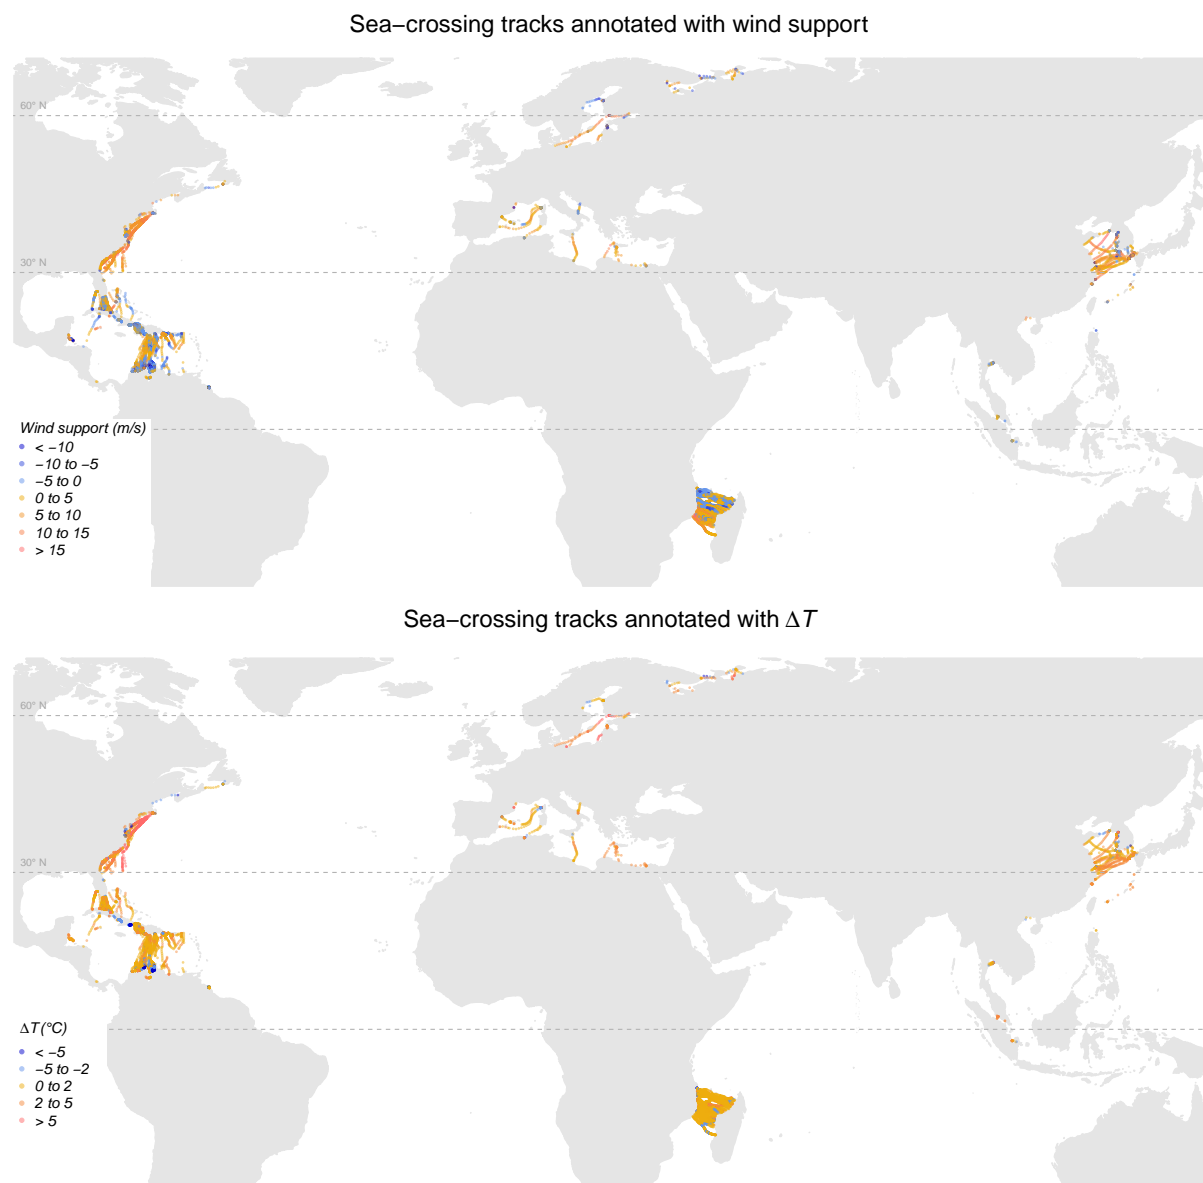 Sea−crossing tracks annotated with wind support
60° N
30° N
Wind support (m/s)
< −10
−10 to −5
−5 to 0
0 to 5
5 to 10
10 to 15
> 15
Sea−crossing tracks annotated with ΔT
60° N
30° N
ΔT(°C)
< −5
−5 to −2
0 to 2
2 to 5
> 5